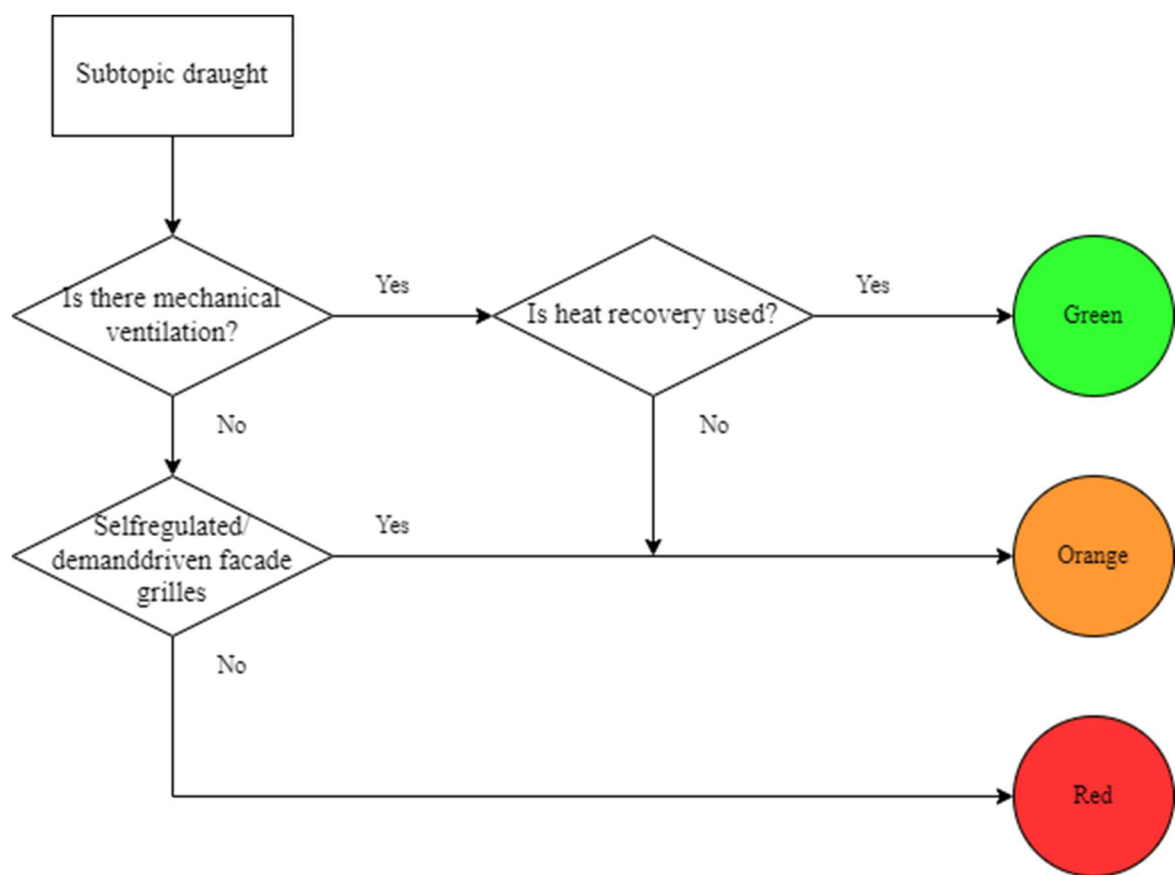 Subtopic draught
Is there mechanical
ventilation?
Yes
Is heat recovery used?
Yes
Green
No
No
Selfregulated/
demanddriven facade
grilles
Yes
Orange
No
Red